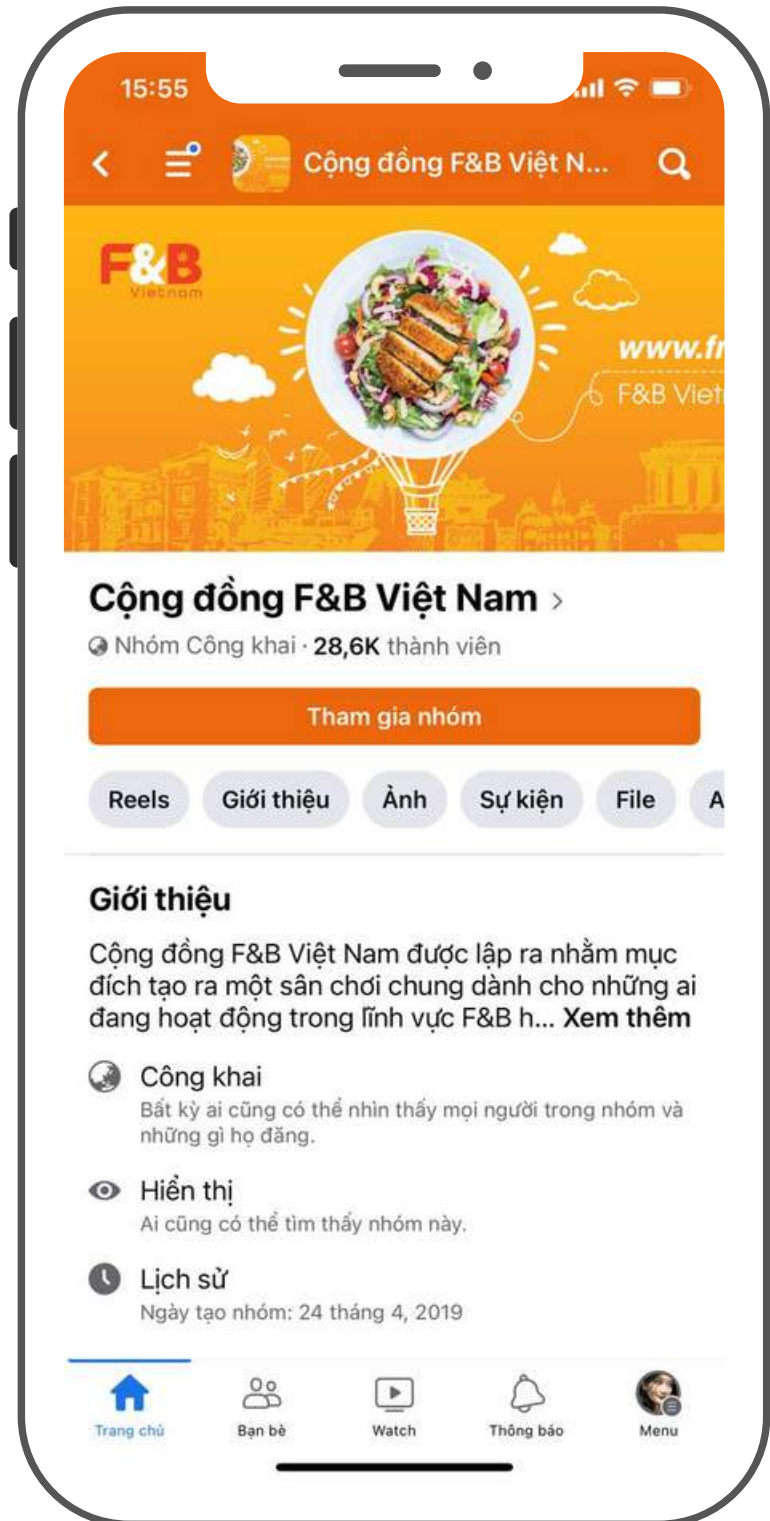 15:55
Cộng đồng F&B Việt N...
F&B
Vietnam
www.fr
F&B Viet
Cộng đồng F&B Việt Nam >
Nhóm Công khai · 28,6K thành viên
Tham gia nhóm
Reels Giới thiệu Ảnh Sự kiện File A
Giới thiệu
Cộng đồng F&B Việt Nam được lập ra nhằm mục
đích tạo ra một sân chơi chung dành cho những ai
đang hoạt động trong lĩnh vực F&B h... Xem thêm
Công khai
Bất kỳ ai cũng có thể nhìn thấy mọi người trong nhóm và
những gì họ đăng.
Hiển thị
Ai cũng có thể tìm thấy nhóm này.
Lịch sử
Ngày tạo nhóm: 24 tháng 4, 2019
Trang chủ Bạn bè Watch Thông báo Menu